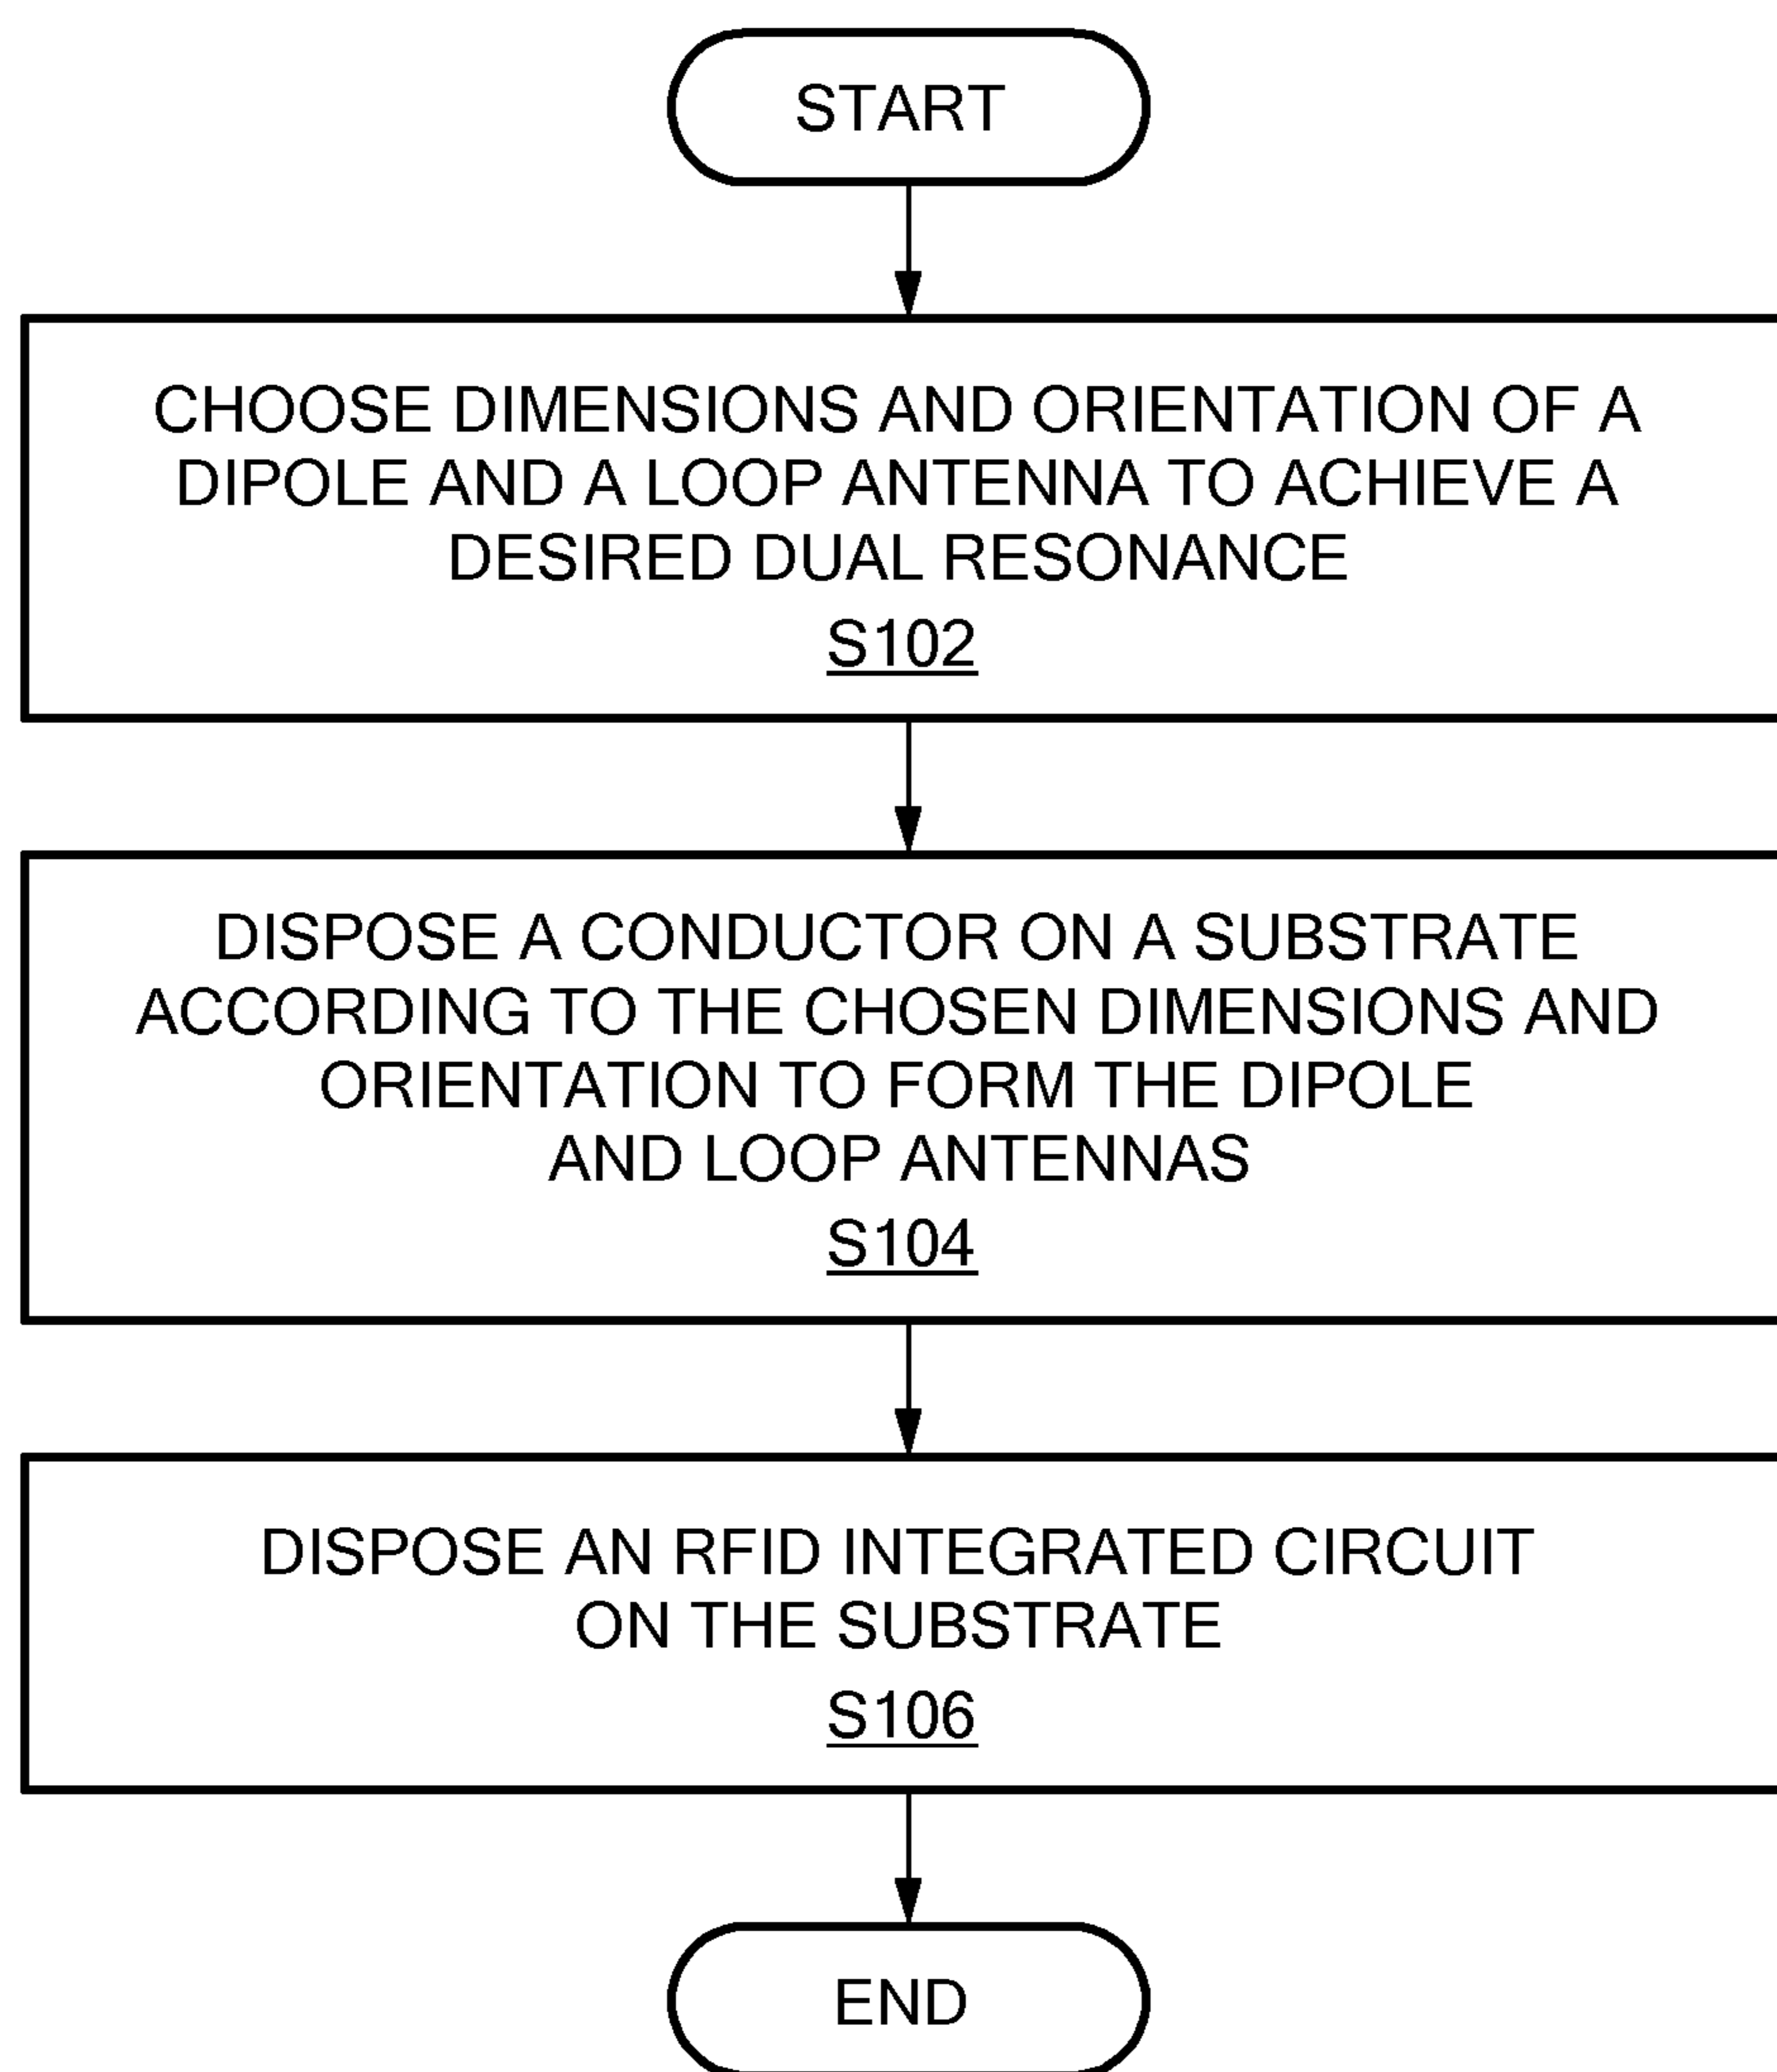 START
CHOOSE DIMENSIONS AND ORIENTATION OF A
DIPOLE AND A LOOP ANTENNA TO ACHIEVE A
DESIRED DUAL RESONANCE
S102
DISPOSE A CONDUCTOR ON A SUBSTRATE
ACCORDING TO THE CHOSEN DIMENSIONS AND
ORIENTATION TO FORM THE DIPOLE
AND LOOP ANTENNAS
S104
DISPOSE AN RFID INTEGRATED CIRCUIT
ON THE SUBSTRATE
S106
END